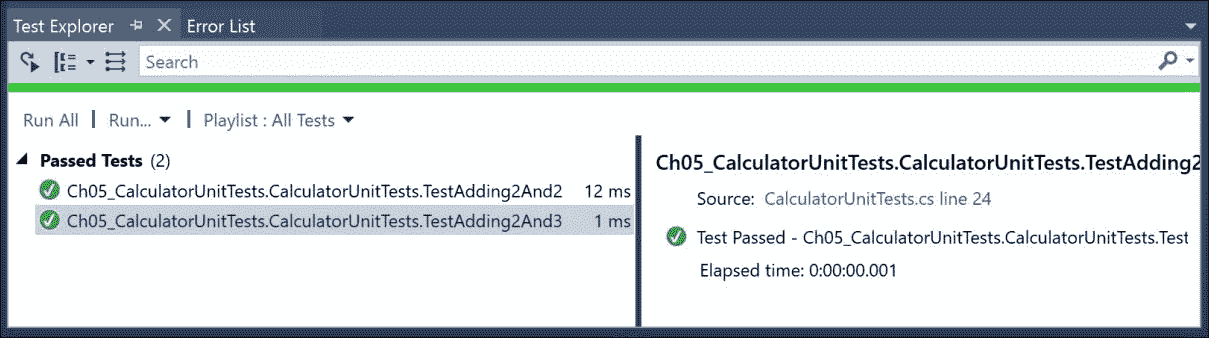 Test Explorer Error List
Search
Run All | Run... Playlist : All Tests
Passed Tests (2)
Ch05_CalculatorUnitTests.CalculatorUnitTests.TestAdding2And2 12 ms
Ch05_CalculatorUnitTests.CalculatorUnitTests.TestAdding2And3 1 ms
Ch05_CalculatorUnitTests.CalculatorUnitTests.TestAdding2
Source: CalculatorUnitTests.cs line 24
Test Passed - Ch05_CalculatorUnitTests.CalculatorUnitTests.Test
Elapsed time: 0:00:00.001